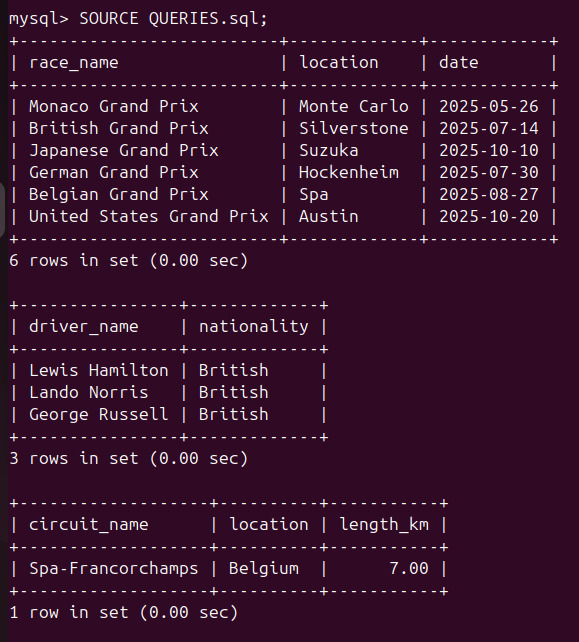 mysql> SOURCE QUERIES.sql;
+--------------------------+-------------+------------+
| race_name                | location    | date       |
+--------------------------+-------------+------------+
| Monaco Grand Prix        | Monte Carlo | 2025-05-26 |
| British Grand Prix       | Silverstone | 2025-07-14 |
| Japanese Grand Prix      | Suzuka      | 2025-10-10 |
| German Grand Prix        | Hockenheim  | 2025-07-30 |
| Belgian Grand Prix       | Spa         | 2025-08-27 |
| United States Grand Prix | Austin      | 2025-10-20 |
+--------------------------+-------------+------------+
6 rows in set (0.00 sec)

+----------------+-------------+
| driver_name    | nationality |
+----------------+-------------+
| Lewis Hamilton | British     |
| Lando Norris   | British     |
| George Russell | British     |
+----------------+-------------+
3 rows in set (0.00 sec)

+-------------------+----------+-----------+
| circuit_name      | location | length_km |
+-------------------+----------+-----------+
| Spa-Francorchamps | Belgium  |      7.00 |
+-------------------+----------+-----------+
1 row in set (0.00 sec)